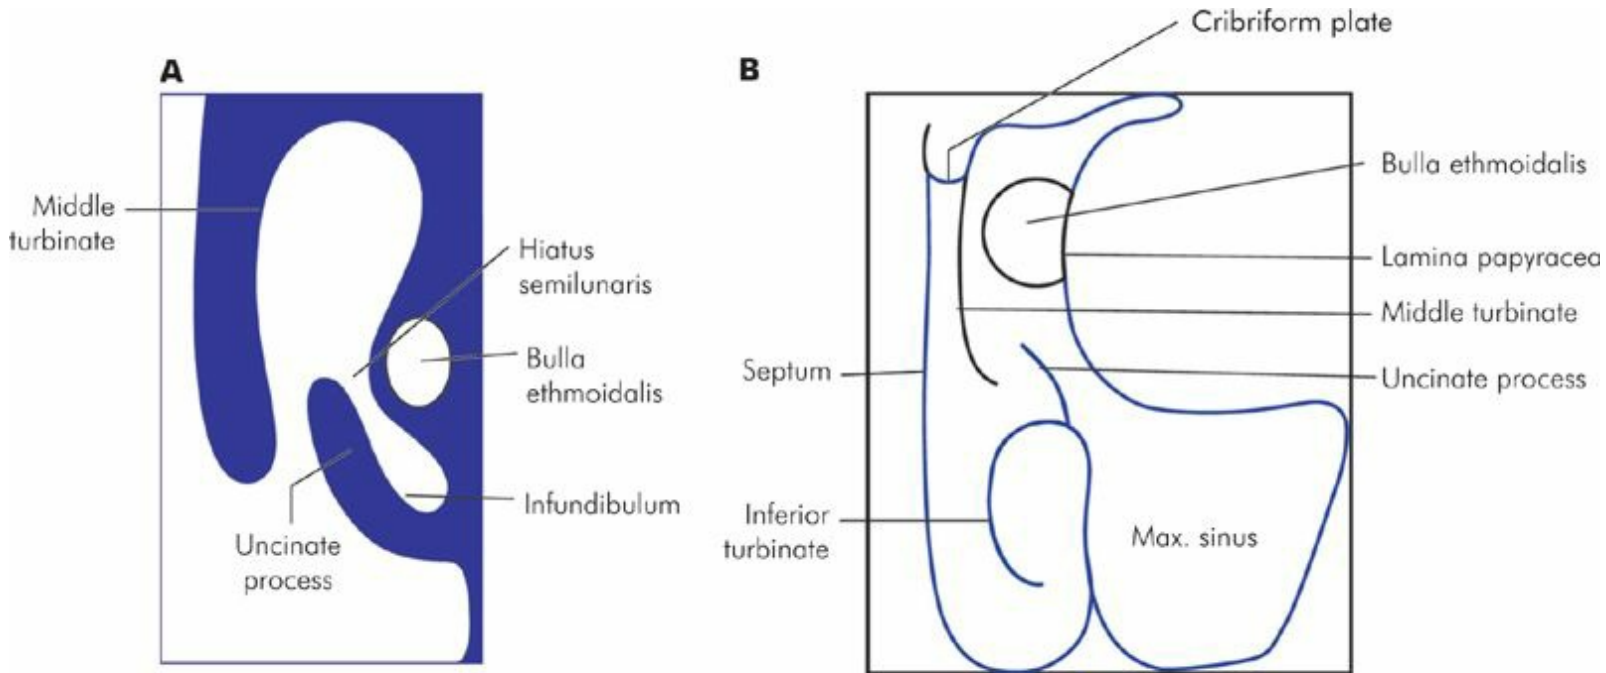 A
Middle
turbinate
Hiatus
semilunaris
Bulla
ethmoidalis
Infundibulum
Uncinate
process
B
Cribriform plate
Bulla ethmoidalis
Lamina papyracea
Middle turbinate
Septum
Uncinate process
Inferior
turbinate
Max. sinus